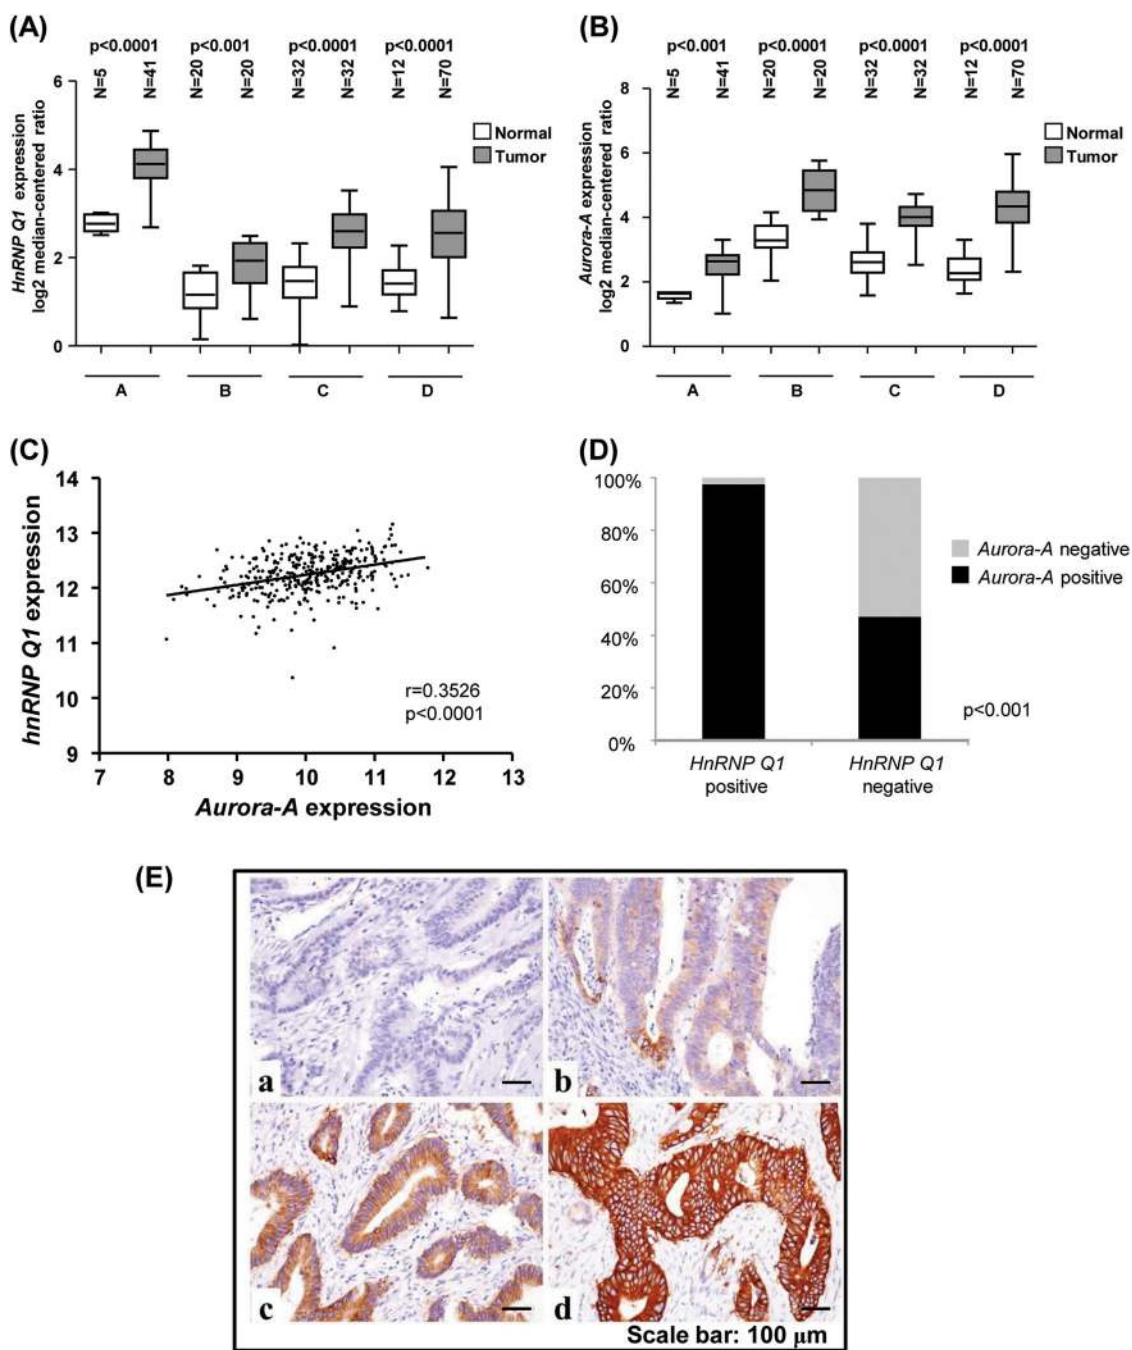 (A)
p<0.0001 p<0.001 p<0.0001 p<0.0001
N=5 N=41 N=20 N=20 N=32 N=32 N=12 N=70
HnRNP Q1 expression
log2 median-centered ratio
6
4
2
0
Normal
Tumor
A B C D
(B)
p<0.001 p<0.0001 p<0.0001 p<0.0001
N=5 N=41 N=20 N=20 N=32 N=32 N=12 N=70
Aurora-A expression
log2 median-centered ratio
8
6
4
2
0
Normal
Tumor
A B C D
(C)
hnRNP Q1 expression
14
13
12
11
10
9
r=0.3526
p<0.0001
7 8 9 10 11 12 13
Aurora-A expression
(D)
100%
80%
60%
40%
20%
0%
Aurora-A negative
Aurora-A positive
p<0.001
HnRNP Q1
positive
HnRNP Q1
negative
(E)
a
b
c
d
Scale bar: 100 μm